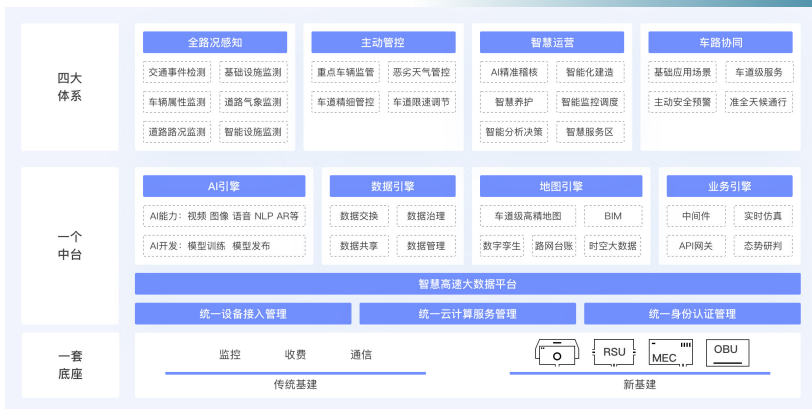 四大
体系
全路况感知
交通事件检测 基础设施监测
车辆属性监测 道路气象监测
道路路况监测 智能设施监测
主动管控
重点车辆监管 恶劣天气管控
车道精细管控 车道限速调节
智慧运营
AI精准稽核 智能化建造
智慧养护 智能监控调度
智能分析决策 智慧服务区
车路协同
基础应用场景 车道级服务
主动安全预警 准全天候通行
一个
中台
AI引擎
AI能力：视频 图像 语音 NLP AR等
AI开发：模型训练 模型发布
数据引擎
数据交换 数据治理
数据共享 数据管理
地图引擎
车道级高精地图 BIM
数字孪生 路网台账 时空大数据
业务引擎
中间件 实时仿真
API网关 态势研判
智慧高速大数据平台
统一设备接入管理 统一云计算服务管理 统一身份认证管理
一套
底座
监控 收费 通信
传统基建
RSU MEC OBU
新基建